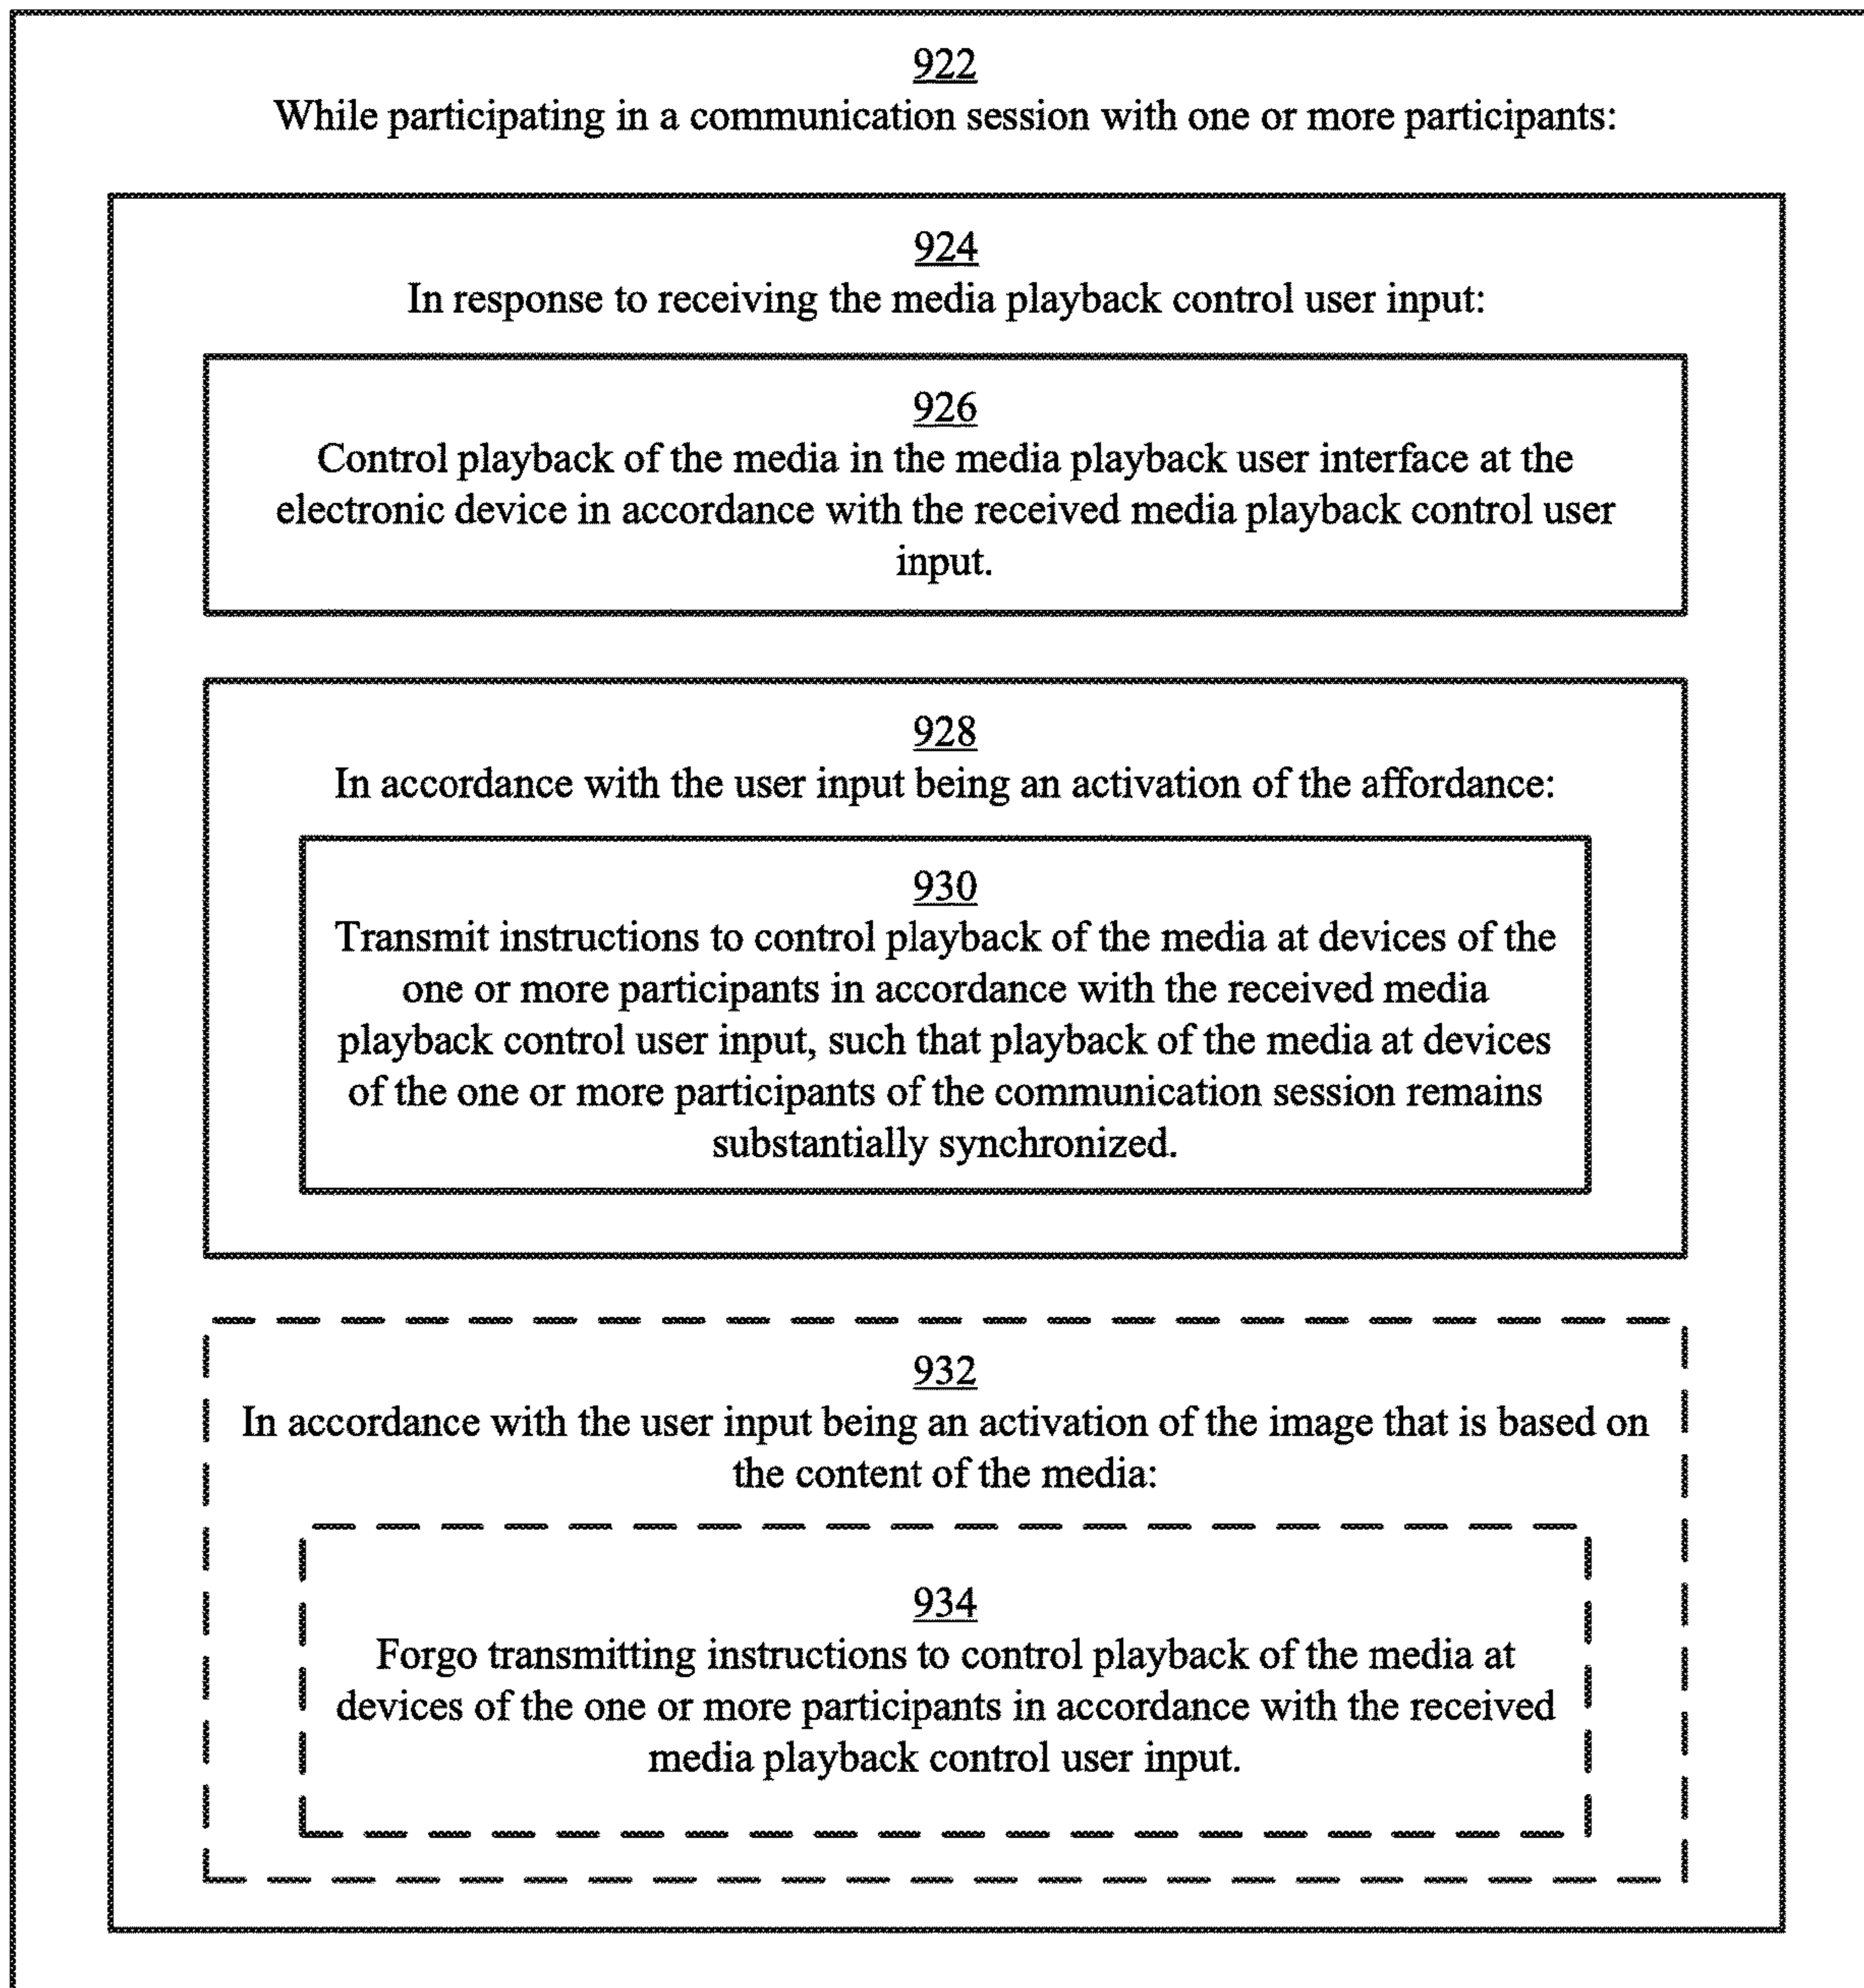 922
While participating in a communication session with one or more participants:
924
In response to receiving the media playback control user input:
926
Control playback of the media in the media playback user interface at the
electronic device in accordance with the received media playback control user
input.
928
In accordance with the user input being an activation of the affordance:
930
Transmit instructions to control playback of the media at devices of the
one or more participants in accordance with the received media
playback control user input, such that playback of the media at devices
of the one or more participants of the communication session remains
substantially synchronized.
932
In accordance with the user input being an activation of the image that is based on
the content of the media:
934
Forgo transmitting instructions to control playback of the media at
devices of the one or more participants in accordance with the received
media playback control user input.